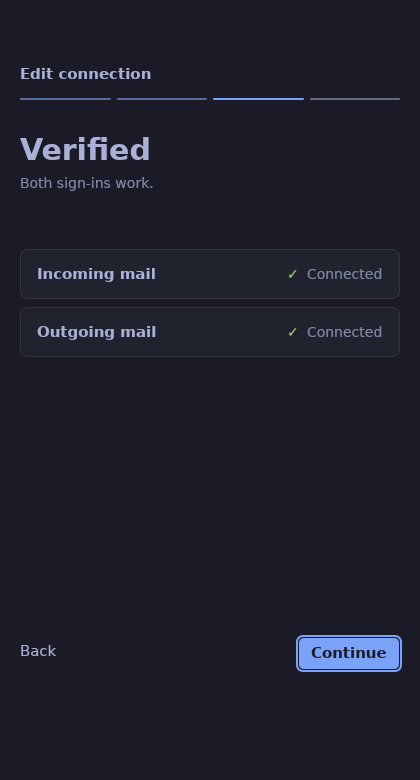 Edit connection
Verified
Both sign-ins work.
Incoming mail ✓ Connected
Outgoing mail ✓ Connected
Back Continue